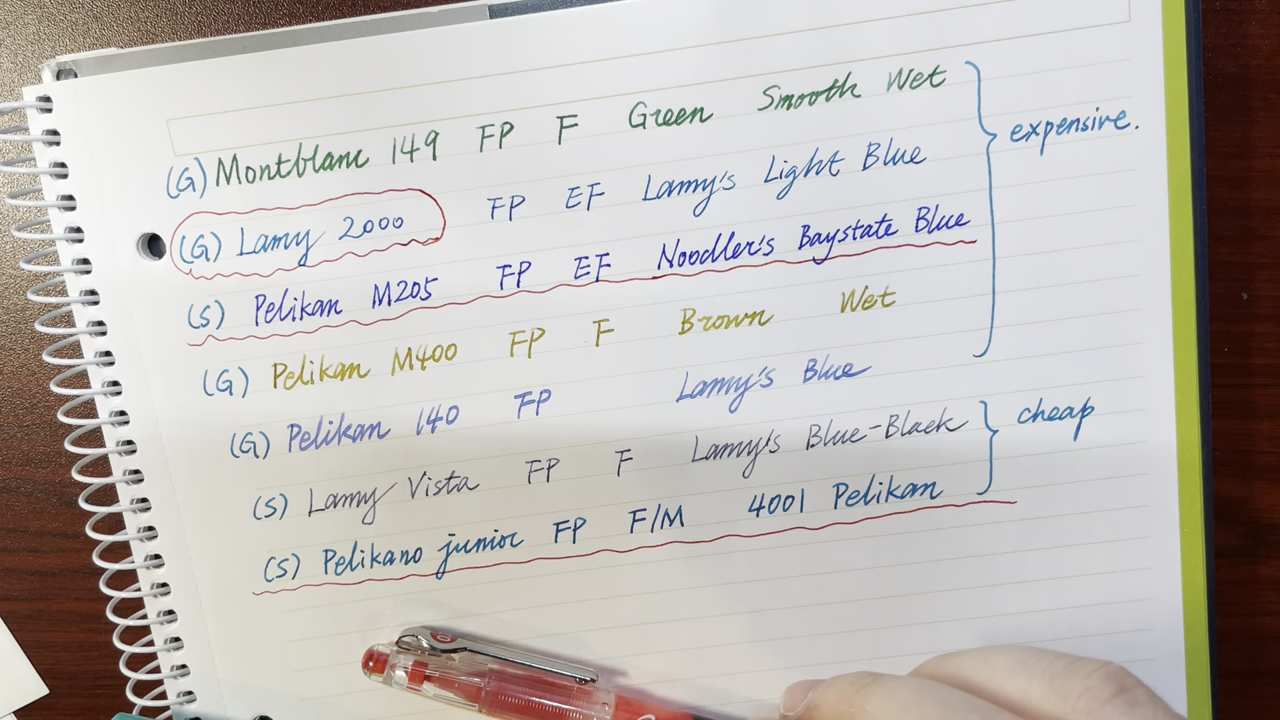 (G) Montblanc 149 FP F Green Smooth Wet
(G) Lamy 2000 FP EF Lamy's Light Blue
(S) Pelikan M205 FP EF Noodler's Baystate Blue
(G) Pelikan M400 FP F Brown Wet
expensive.
(G) Pelikan 140 FP Lamy's Blue
(S) Lamy Vista FP F Lamy's Blue-Black
(S) Pelikano junior FP F/M 4001 Pelikan
cheap